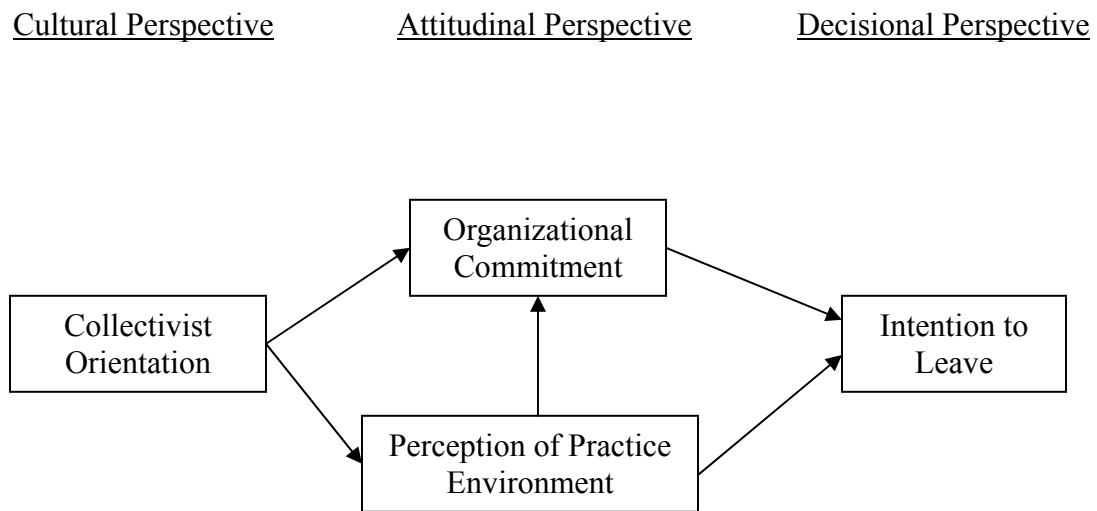 Cultural Perspective
Attitudinal Perspective
Decisional Perspective
Organizational
Commitment
Collectivist
Orientation
Intention to
Leave
Perception of Practice
Environment